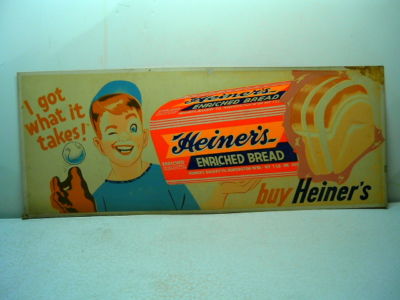 "I got
what it
takes!"
Heiner's
ENRICHED BREAD
Heiner's
ENRICHED BREAD
buy Heiner's